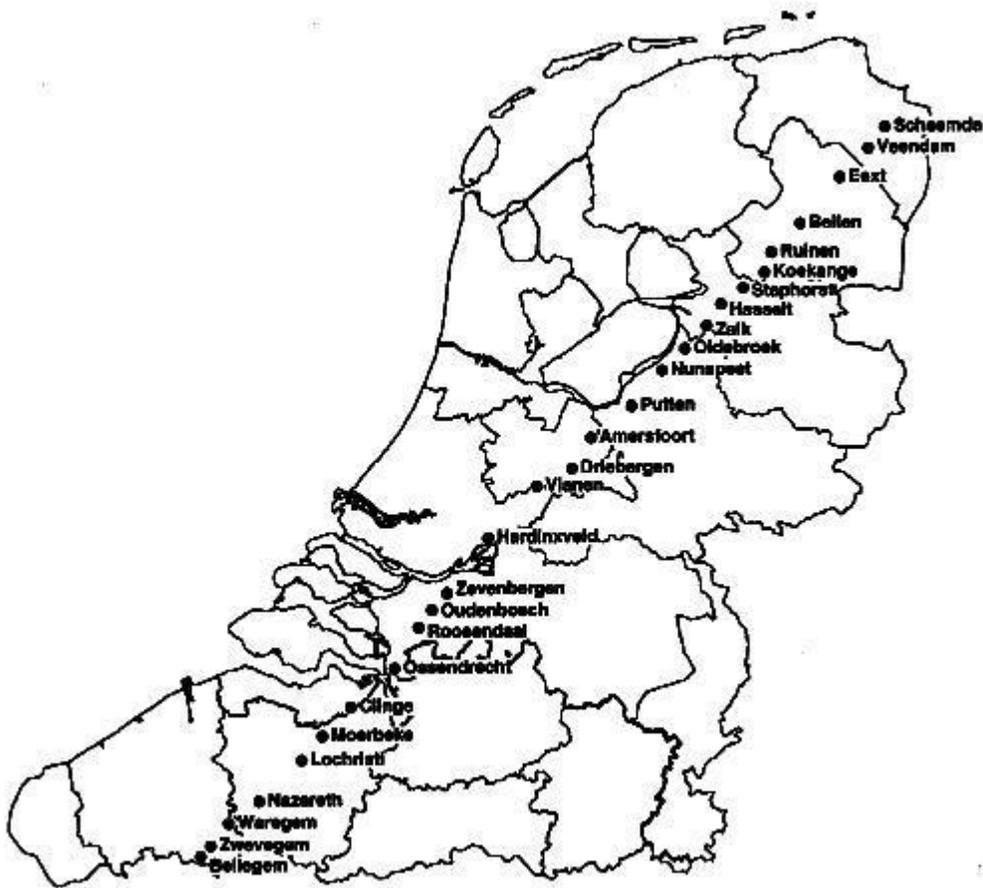 Scheemda
Veendam
Eext
Beilen
Ruinen
Koekange
Staphorst
Hasselt
Zalk
Oldebroek
Nunspeet
Putten
Amersfoort
Driebergen
Vianen
Hardinxveld
Zevenbergen
Oudenbosch
Roosendaal
Ossendrecht
Clinge
Moerbeke
Lochristi
Nazareth
Waregem
Zwevegem
Bellegem